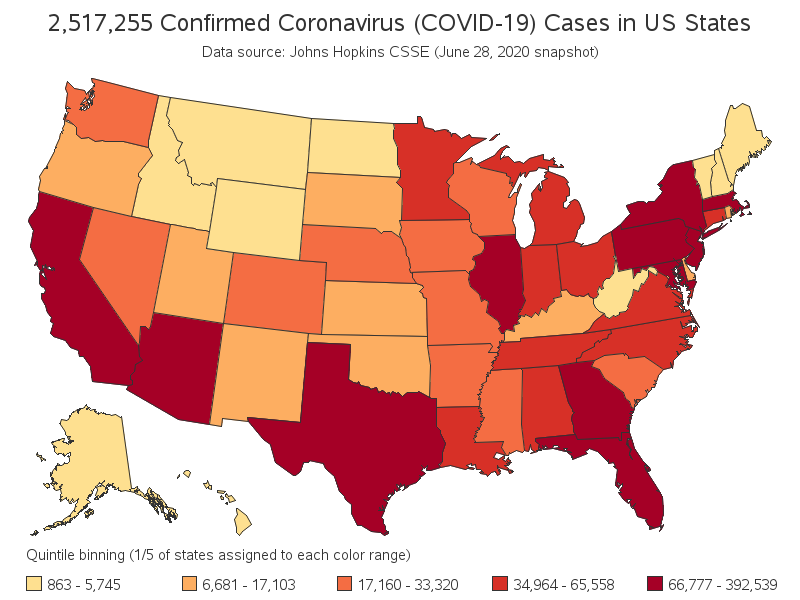 2,517,255 Confirmed Coronavirus (COVID-19) Cases in US States
Data source: Johns Hopkins CSSE (June 28, 2020 snapshot)
Quintile binning (1/5 of states assigned to each color range)
863 - 5,745 6,681 - 17,103 17,160 - 33,320 34,964 - 65,558 66,777 - 392,539